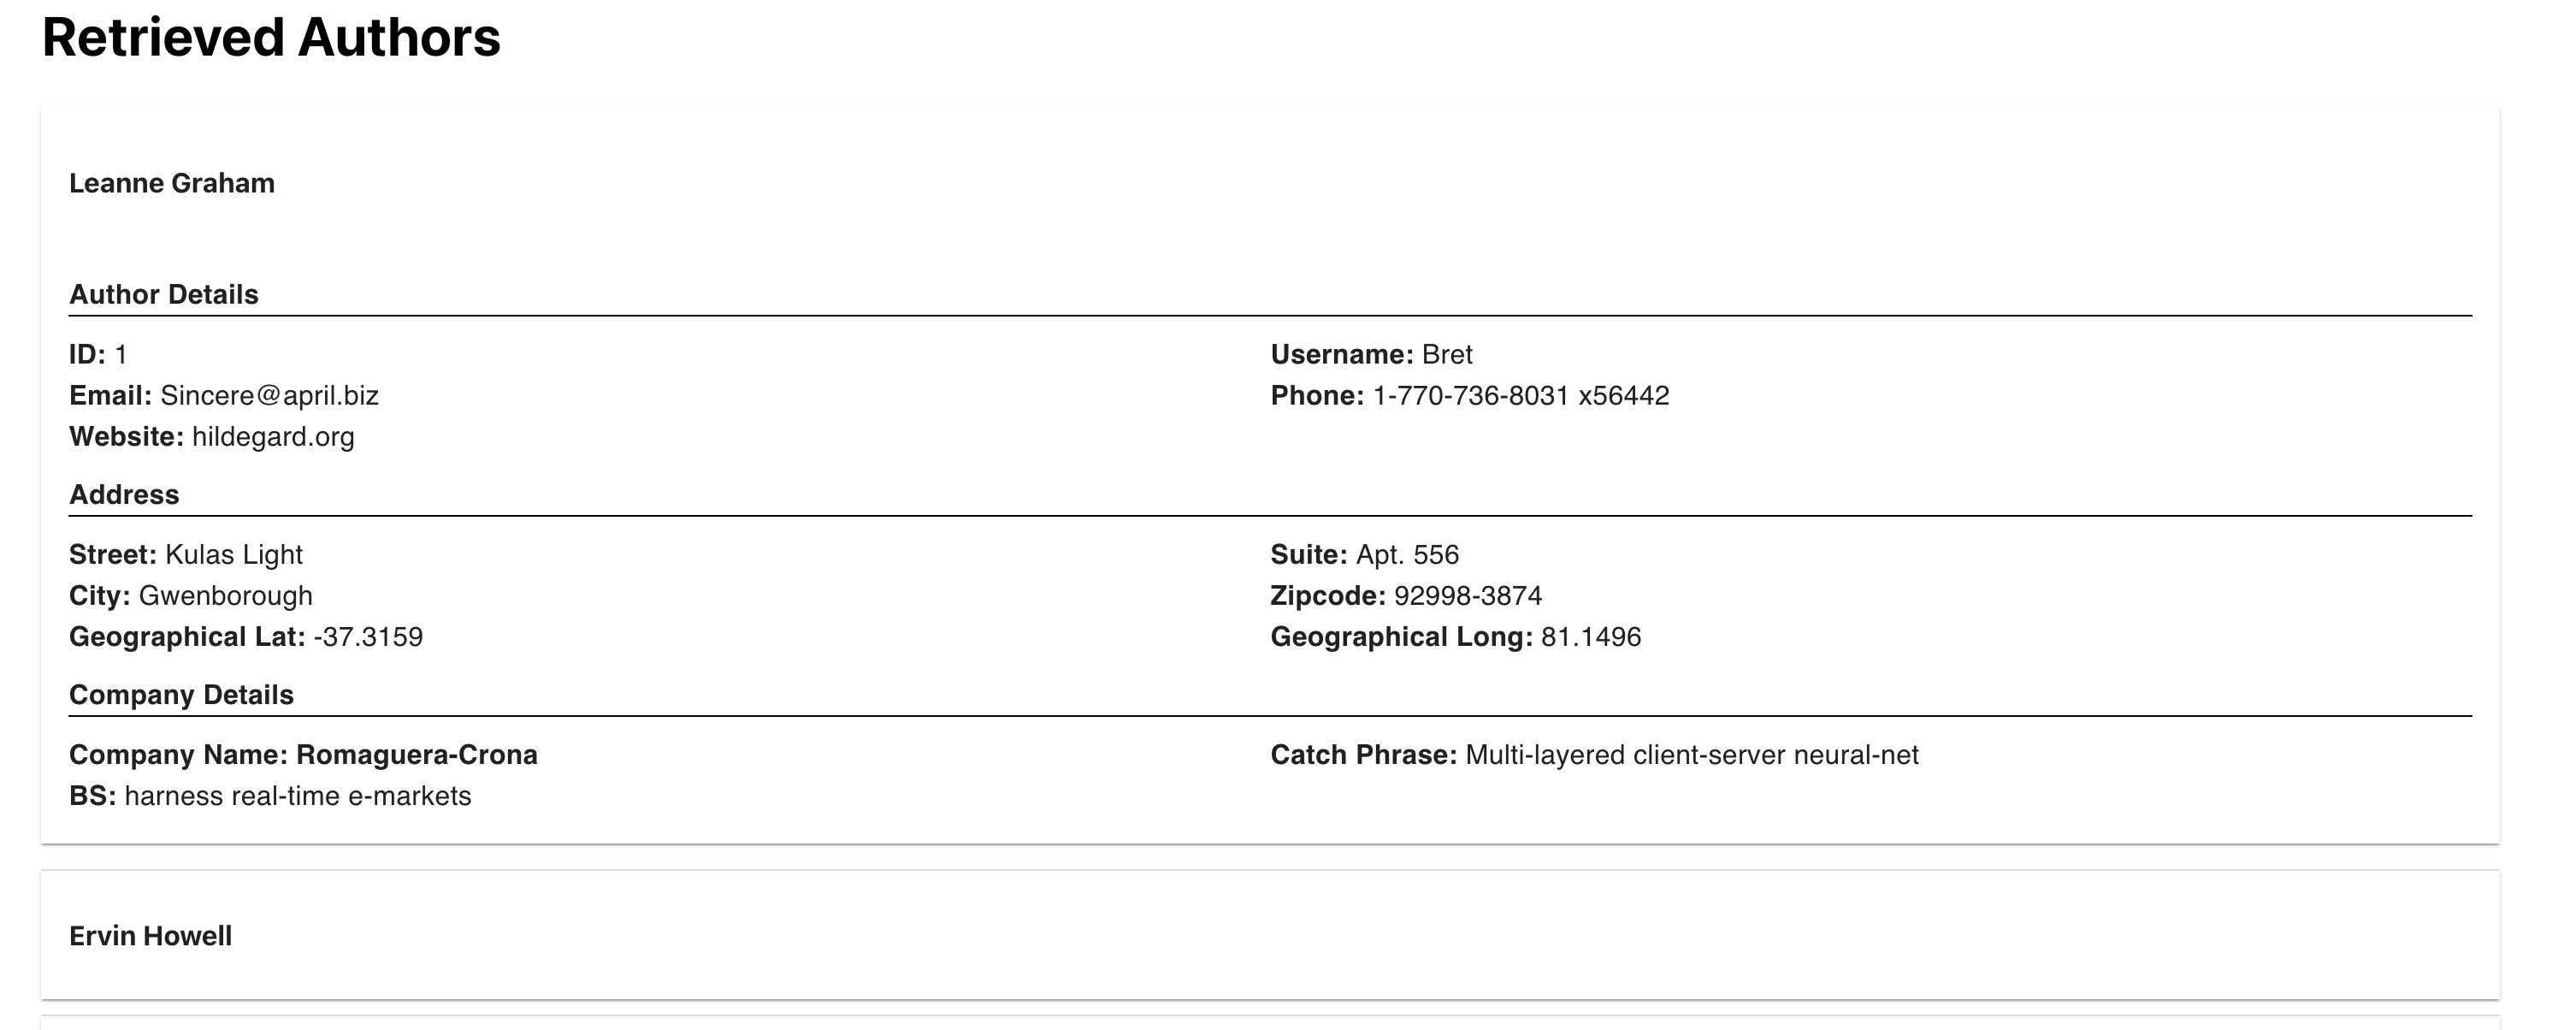 Retrieved Authors
Leanne Graham
Author Details
ID: 1
Username: Bret
Email: Sincere@april.biz
Phone: 1-770-736-8031 x56442
Website: hildegard.org
Address
Street: Kulas Light
Suite: Apt. 556
City: Gwenborough
Zipcode: 92998-3874
Geographical Lat: -37.3159
Geographical Long: 81.1496
Company Details
Company Name: Romaguera-Crona
Catch Phrase: Multi-layered client-server neural-net
BS: harness real-time e-markets
Ervin Howell